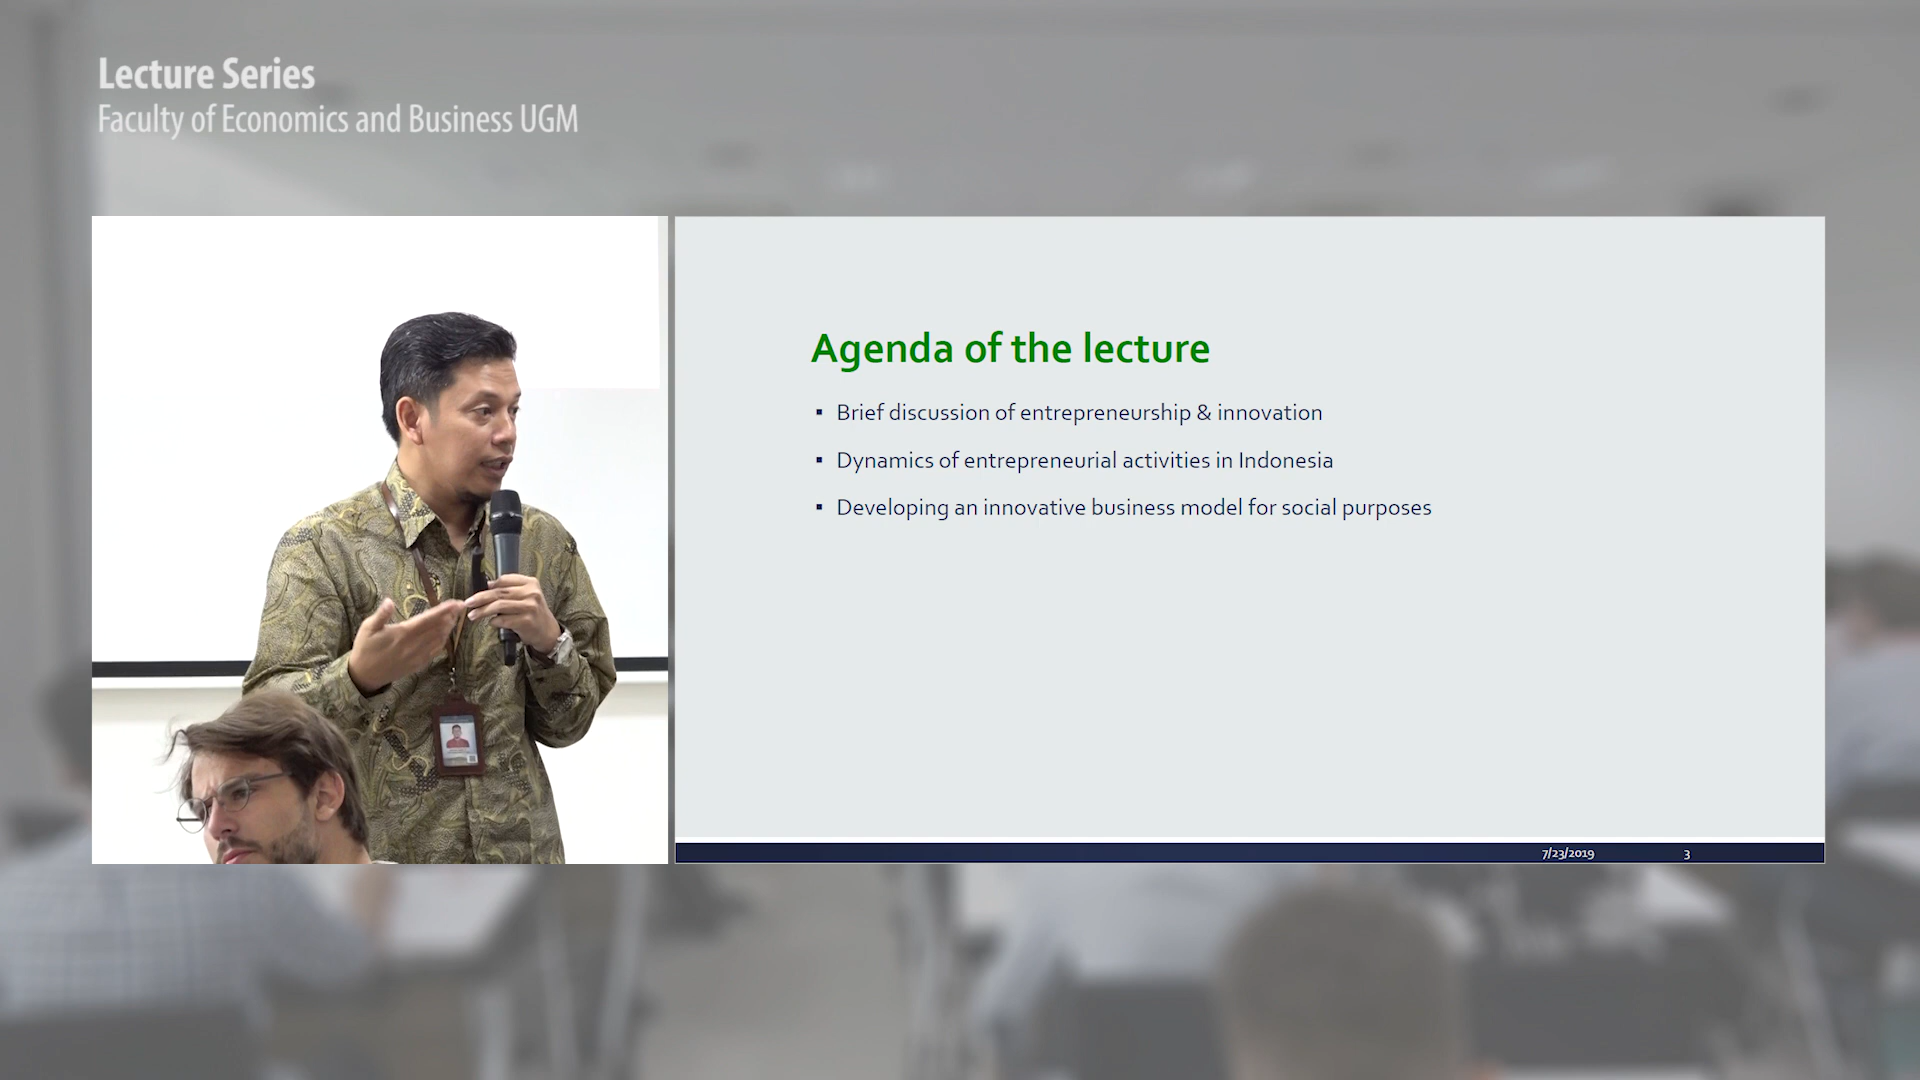 Lecture Series
Faculty of Economics and Business UGM
Agenda of the lecture
▪ Brief discussion of entrepreneurship & innovation
▪ Dynamics of entrepreneurial activities in Indonesia
▪ Developing an innovative business model for social purposes
7/23/2019 3